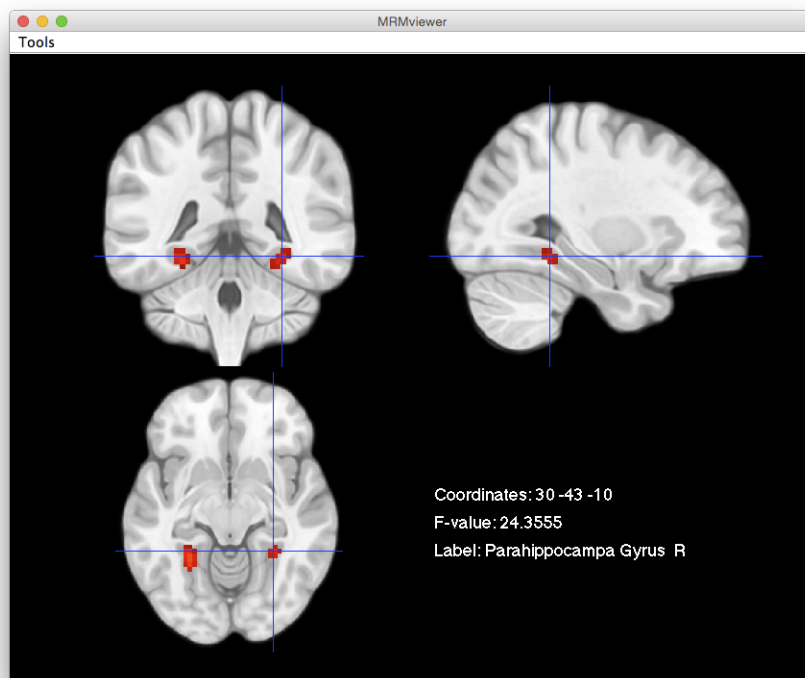 MRMviewer
Tools
Coordinates: 30 -43 -10
F-value: 24.3555
Label: Parahippocampa Gyrus R